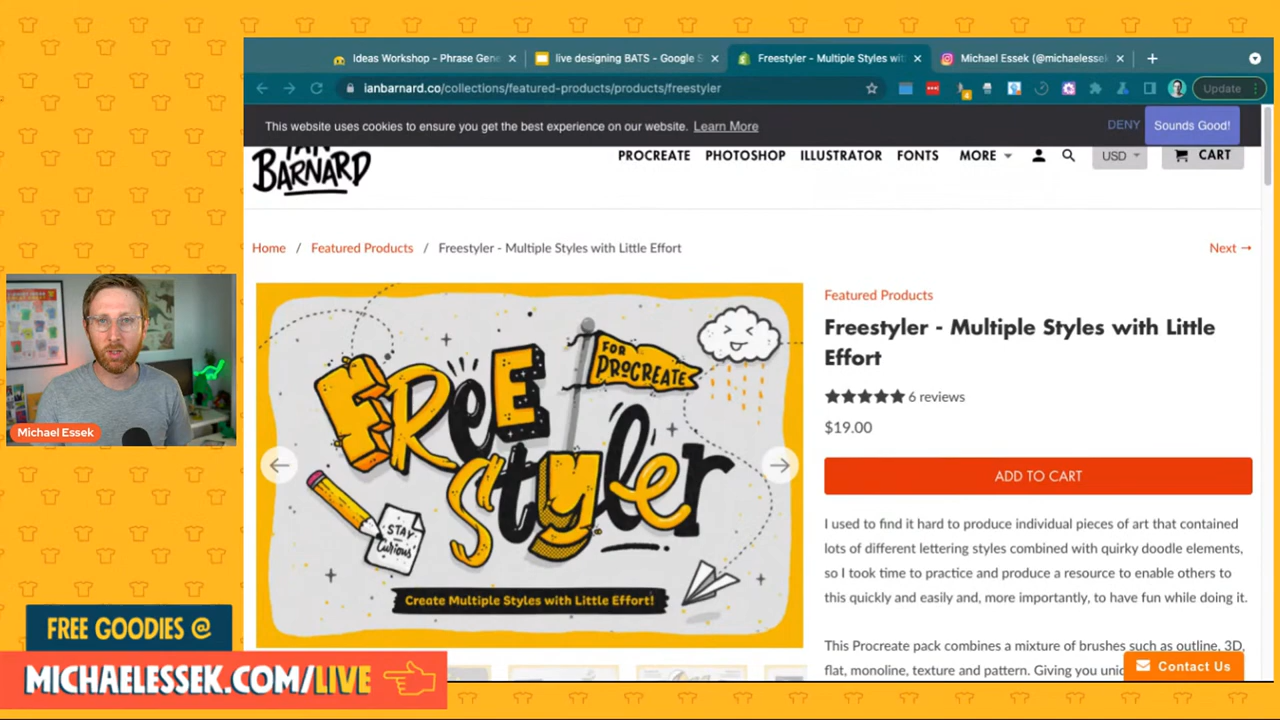 Ideas Workshop - Phrase Gene
live designing BATS - Google S
Freestyler - Multiple Styles wit
Michael Essek (@michaelessek
ianbarnard.co/collections/featured-products/products/freestyler
Update
This website uses cookies to ensure you get the best experience on our website. Learn More
DENY
Sounds Good!
IAN
BARNARD
PROCREATE
PHOTOSHOP
ILLUSTRATOR
FONTS
MORE
USD
CART
Home / Featured Products / Freestyler - Multiple Styles with Little Effort
Next →
FREE
STyler
FOR
PROCREATE
STAY
Curious
Create Multiple Styles with Little Effort!
Featured Products
Freestyler - Multiple Styles with Little
Effort
6 reviews
$19.00
ADD TO CART
I used to find it hard to produce individual pieces of art that contained
lots of different lettering styles combined with quirky doodle elements,
so I took time to practice and produce a resource to enable others to
this quickly and easily and, more importantly, to have fun while doing it.
This Procreate pack combines a mixture of brushes such as outline, 3D,
flat, monoline, texture and pattern. Giving you
Contact Us
Michael Essek
FREE GOODIES @
MICHAELESSEK.COM/LIVE